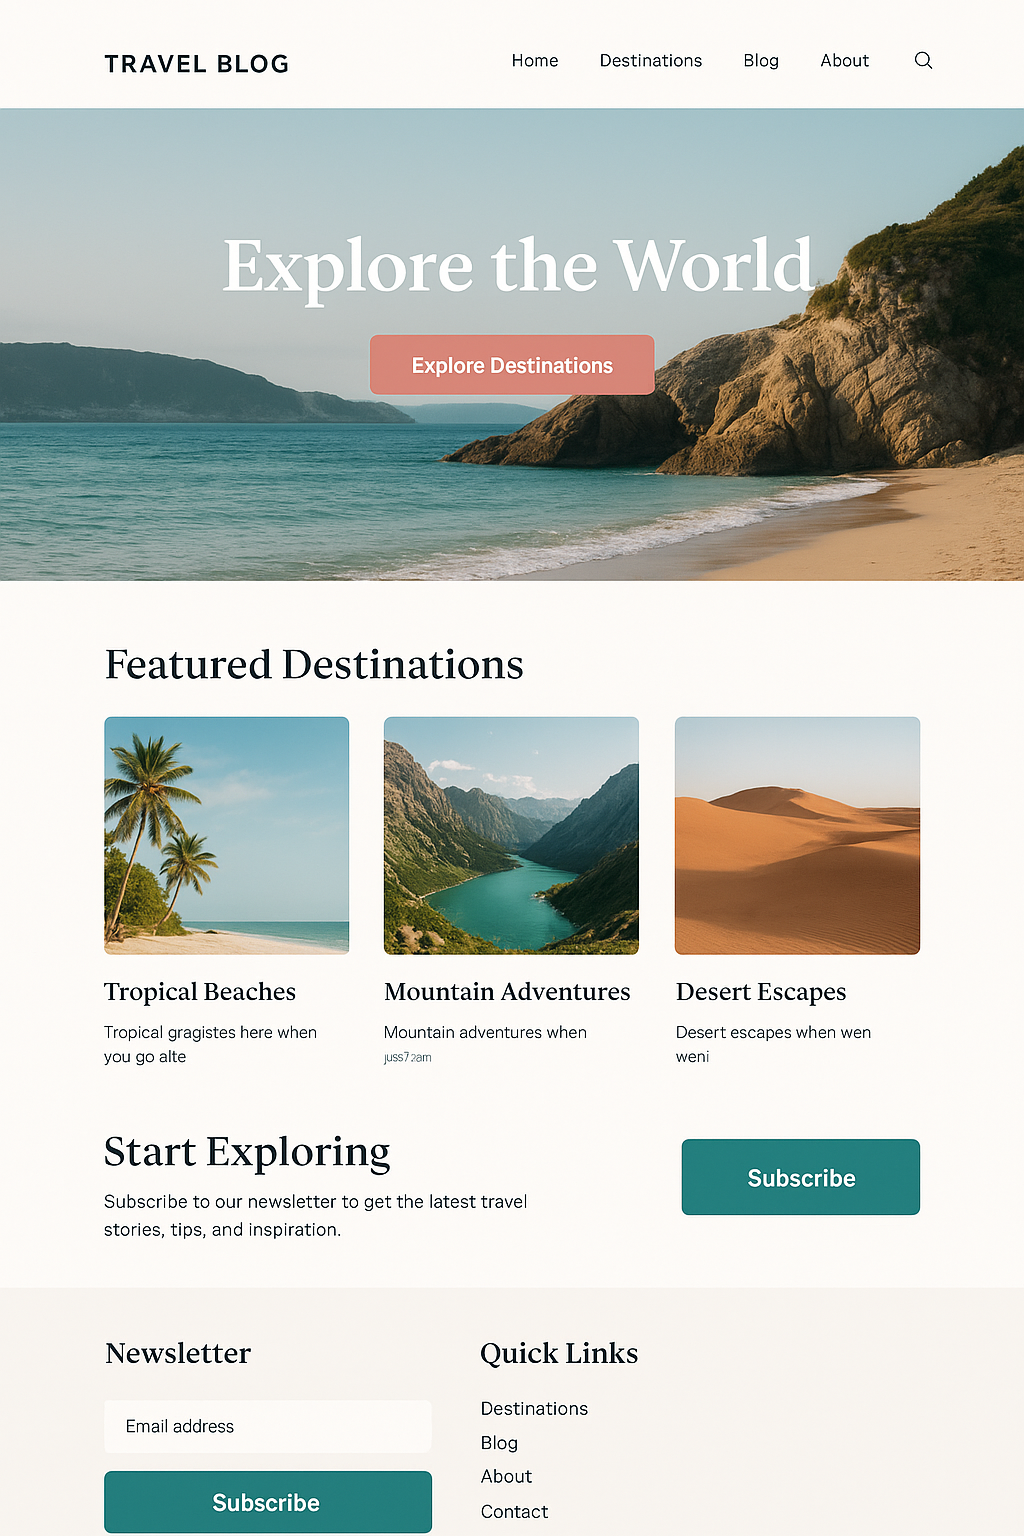 TRAVEL BLOG
Home Destinations Blog About
Explore the World
Explore Destinations
Featured Destinations
Tropical Beaches
Tropical gragistes here when
you go alte
Mountain Adventures
Mountain adventures when
juss7 2am
Desert Escapes
Desert escapes when wen
weni
Start Exploring
Subscribe to our newsletter to get the latest travel
stories, tips, and inspiration.
Subscribe
Newsletter
Email address
Subscribe
Quick Links
Destinations
Blog
About
Contact